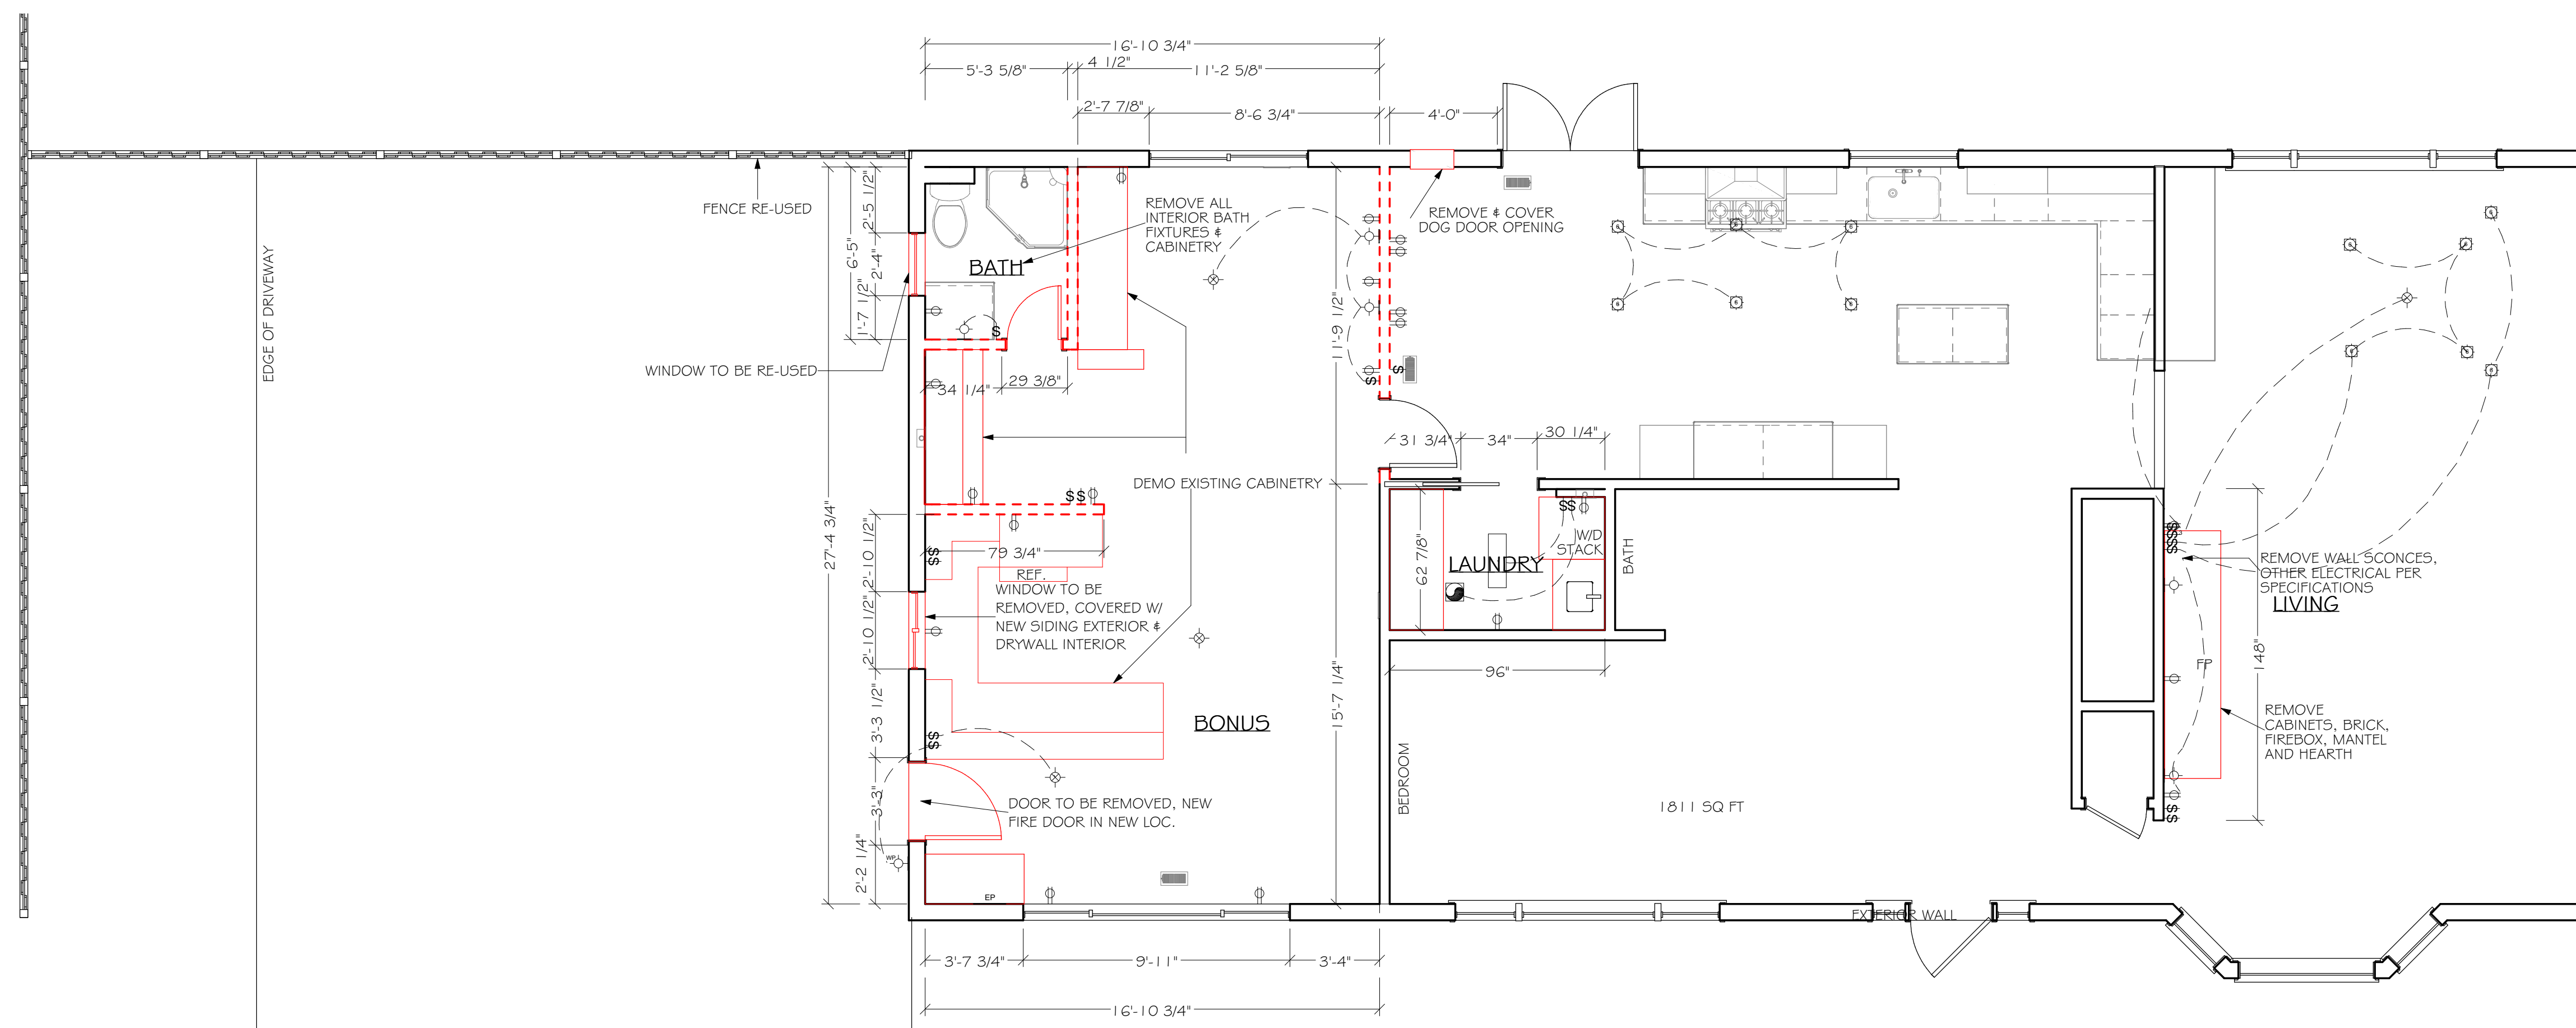 16'-10 3/4"
5'-3 5/8"
4 1/2"
11'-2 5/8"
2'-7 7/8"
8'-6 3/4"
4'-0"
FENCE RE-USED
EDGE OF DRIVEWAY
WINDOW TO BE RE-USED
27'-4 3/4"
6'-5"
2'-5 1/2"
2'-4"
1'-7 1/2"
BATH
REMOVE ALL
INTERIOR BATH
FIXTURES &
CABINETRY
REMOVE & COVER
DOG DOOR OPENING
$
34 1/4"
29 3/8"
11'-9 1/2"
$
$
31 3/4"
34"
30 1/4"
DEMO EXISTING CABINETRY
$$
$$
2'-10 1/2"
2'-10 1/2"
3'-3 1/2"
3'-3"
2'-2 1/4"
$$
79 3/4"
REF.
WINDOW TO BE
REMOVED, COVERED W/
NEW SIDING EXTERIOR &
DRYWALL INTERIOR
62 7/8"
LAUNDRY
W/D
STACK
BATH
96"
15'-7 1/4"
BONUS
$$
DOOR TO BE REMOVED, NEW
FIRE DOOR IN NEW LOC.
WP
EP
BEDROOM
1811 SQ FT
EXTERIOR WALL
$$$
REMOVE WALL SCONCES,
OTHER ELECTRICAL PER
SPECIFICATIONS
LIVING
FP
148"
REMOVE
CABINETS, BRICK,
FIREBOX, MANTEL
AND HEARTH
$$
3'-7 3/4"
9'-11"
3'-4"
16'-10 3/4"